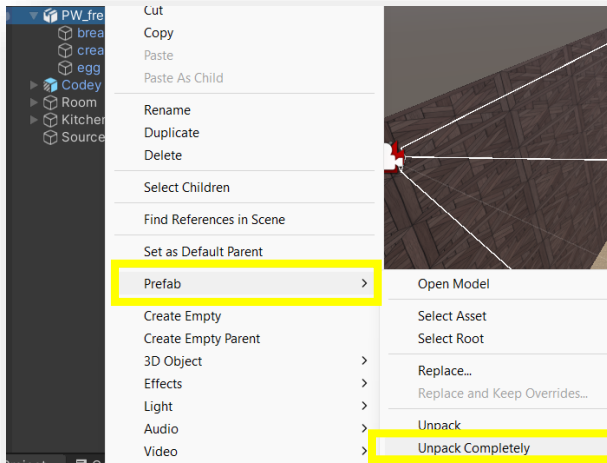 PW_fre
brea
crea
egg
Codey
Room
Kitcher
Source
Cut
Copy
Paste
Paste As Child
Rename
Duplicate
Delete
Select Children
Find References in Scene
Set as Default Parent
Prefab
Create Empty
Create Empty Parent
3D Object
Effects
Light
Audio
Video
Open Model
Select Asset
Select Root
Replace...
Replace and Keep Overrides...
Unpack
Unpack Completely